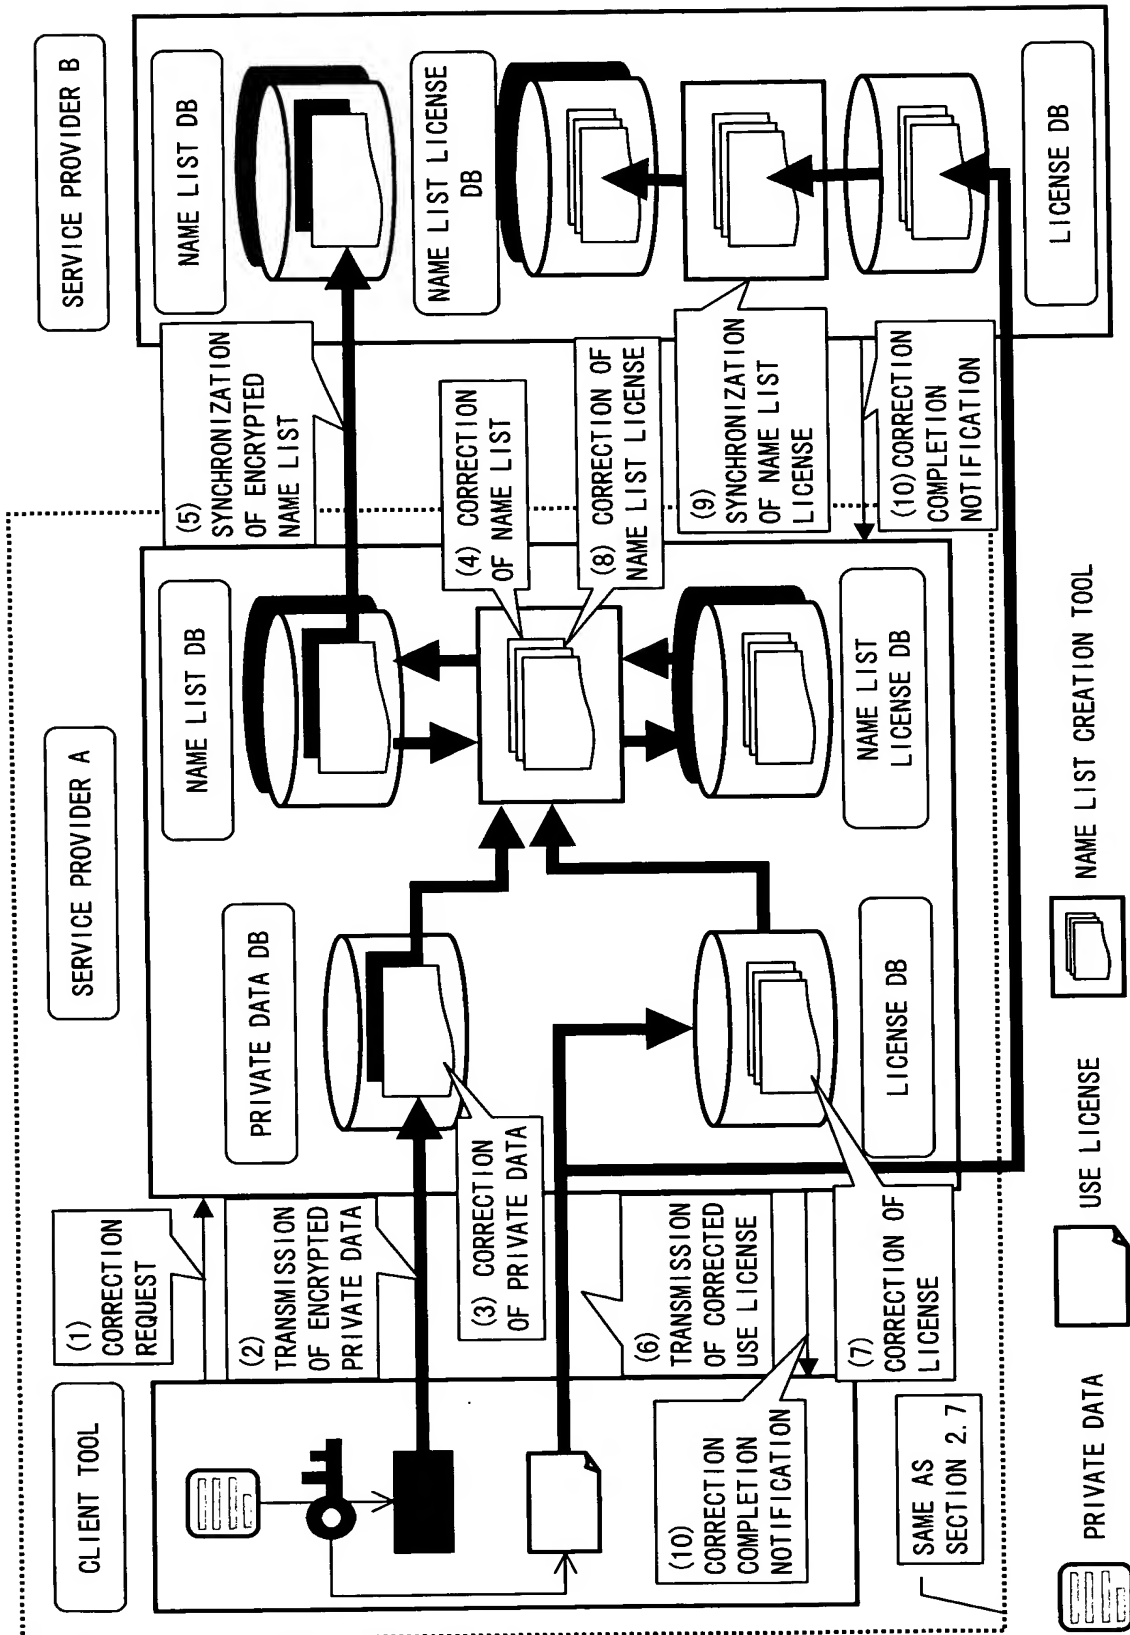 CLIENT TOOL
SERVICE PROVIDER A
SERVICE PROVIDER B
(1)
CORRECTION
REQUEST
(2)
TRANSMISSION
OF ENCRYPTED
PRIVATE DATA
PRIVATE DATA DB
(3) CORRECTION
OF PRIVATE DATA
NAME LIST DB
(4) CORRECTION
OF NAME LIST
(5)
SYNCHRONIZATION
OF ENCRYPTED
NAME LIST
NAME LIST DB
(6)
TRANSMISSION
OF CORRECTED
USE LICENSE
(7)
CORRECTION OF
LICENSE
LICENSE DB
(8) CORRECTION OF
NAME LIST LICENSE
NAME LIST
LICENSE DB
(9)
SYNCHRONIZATION
OF NAME LIST
LICENSE
NAME LIST LICENSE
DB
(10)
CORRECTION
COMPLETION
NOTIFICATION
(10)CORRECTION
COMPLETION
NOTIFICATION
LICENSE DB
SAME AS
SECTION 2.7
PRIVATE DATA
USE LICENSE
NAME LIST CREATION TOOL